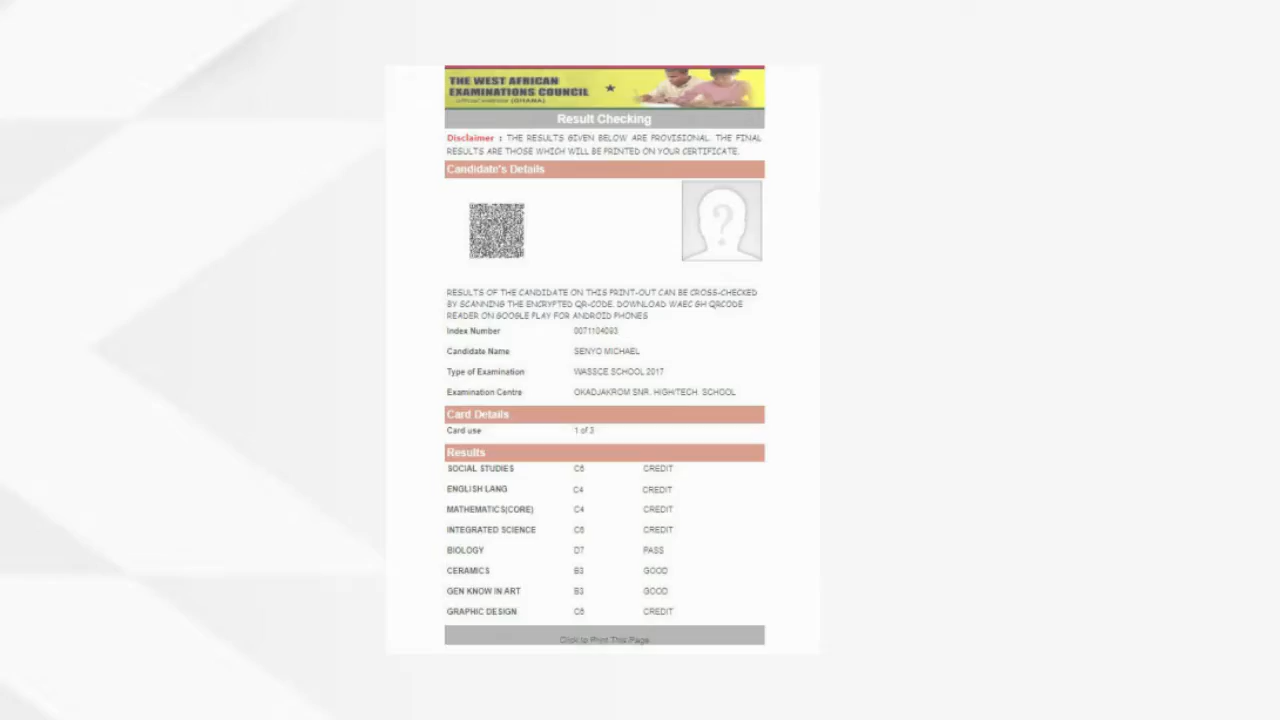 THE WEST AFRICAN
EXAMINATIONS COUNCIL
(GHANA)
Result Checking
Disclaimer : THE RESULTS GIVEN BELOW ARE PROVISIONAL. THE FINAL
RESULTS ARE THOSE WHICH WILL BE PRINTED ON YOUR CERTIFICATE.
Candidate's Details
RESULTS OF THE CANDIDATE ON THIS PRINT-OUT CAN BE CROSS-CHECKED
BY SCANNING THE ENCRYPTED QR-CODE. DOWNLOAD WAEC GH QRCODE
READER ON GOOGLE PLAY FOR ANDROID PHONES
Index Number 0071104093
Candidate Name SENYO MICHAEL
Type of Examination WASSCE SCHOOL 2017
Examination Centre OKADJAKROM SNR. HIGH/TECH. SCHOOL
Card Details
Card use 1 of 3
Results
SOCIAL STUDIES C6 CREDIT
ENGLISH LANG C4 CREDIT
MATHEMATICS(CORE) C4 CREDIT
INTEGRATED SCIENCE C6 CREDIT
BIOLOGY D7 PASS
CERAMICS B3 GOOD
GEN KNOW IN ART B3 GOOD
GRAPHIC DESIGN C6 CREDIT
Click to Print This Page